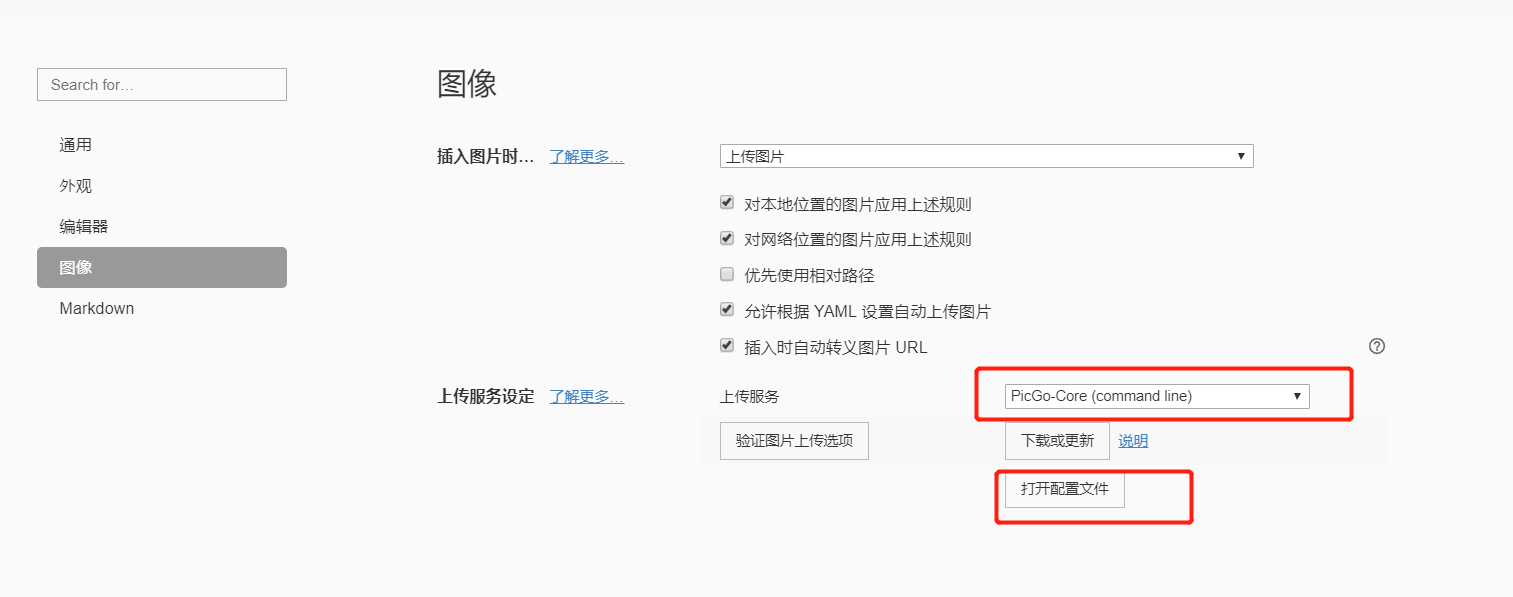 Search for…
通用
外观
编辑器
图像
Markdown
图像
插入图片时… 了解更多…
上传图片 ▼
对本地位置的图片应用上述规则
对网络位置的图片应用上述规则
优先使用相对路径
允许根据 YAML 设置自动上传图片
插入时自动转义图片 URL ?
上传服务设定 了解更多…
上传服务
PicGo-Core (command line) ▼
验证图片上传选项
下载或更新 说明
打开配置文件